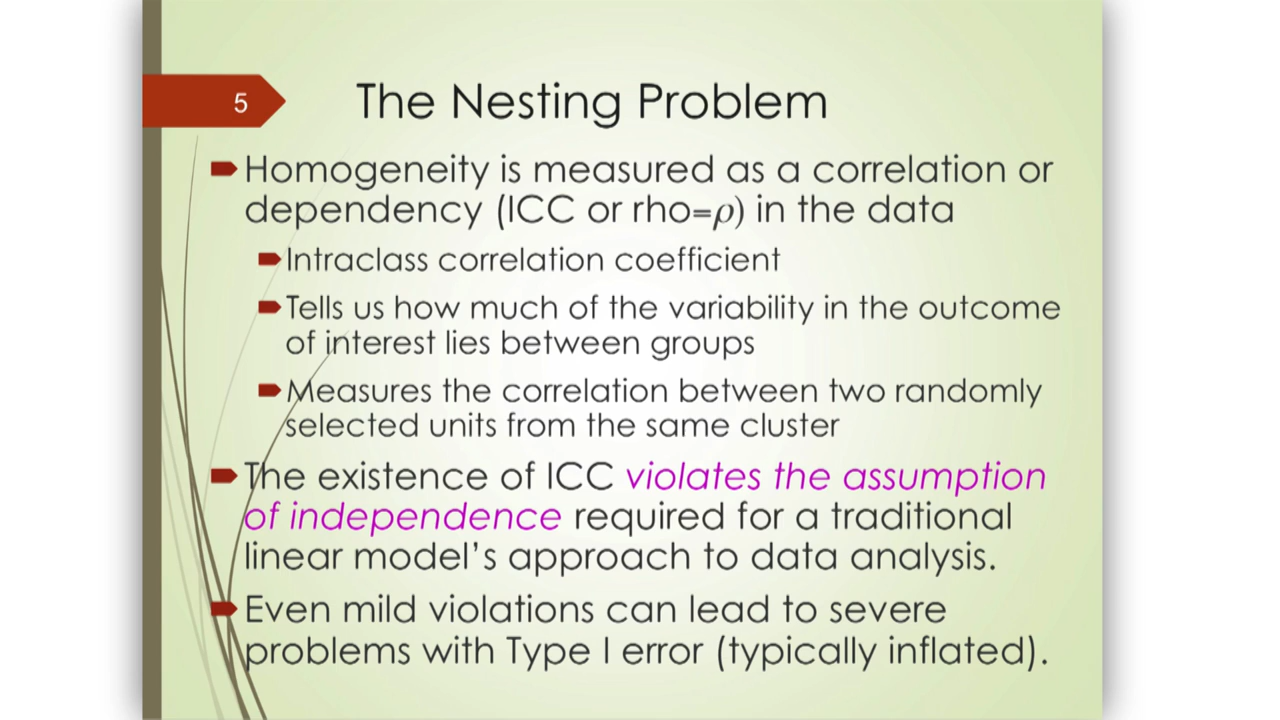 5
The Nesting Problem
Homogeneity is measured as a correlation or
dependency (ICC or rho=ρ) in the data
Intraclass correlation coefficient
Tells us how much of the variability in the outcome
of interest lies between groups
Measures the correlation between two randomly
selected units from the same cluster
The existence of ICC violates the assumption
of independence required for a traditional
linear model’s approach to data analysis.
Even mild violations can lead to severe
problems with Type I error (typically inflated).